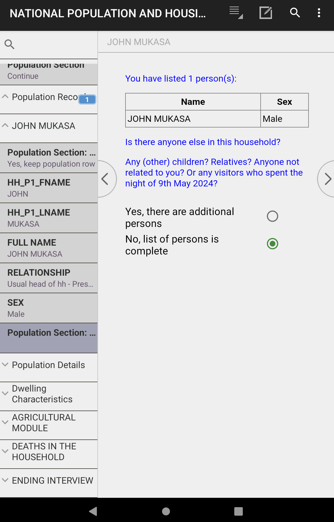 NATIONAL POPULATION AND HOUSI...
JOHN MUKASA
Population Section
Continue
Population Reco
1
JOHN MUKASA
Population Section: ...
Yes, keep population row
HH_P1_FNAME
JOHN
HH_P1_LNAME
MUKASA
FULL NAME
JOHN MUKASA
RELATIONSHIP
Usual head of hh - Pres...
SEX
Male
Population Section: ...
Population Details
Dwelling
Characteristics
AGRICULTURAL
MODULE
DEATHS IN THE
HOUSEHOLD
ENDING INTERVIEW
You have listed 1 person(s):
Name Sex
JOHN MUKASA Male
Is there anyone else in this household?
Any (other) children? Relatives? Anyone not
related to you? Or any visitors who spent the
night of 9th May 2024?
Yes, there are additional
persons
No, list of persons is
complete